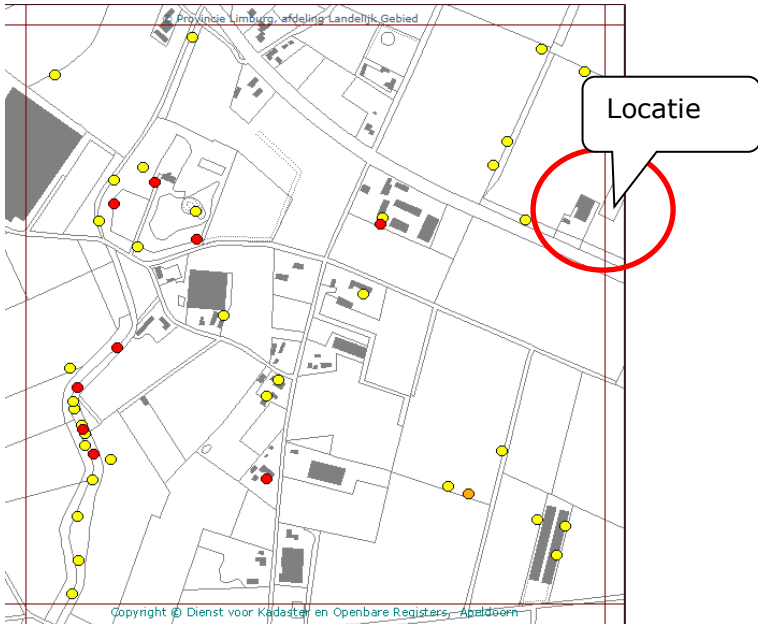 © Provincie Limburg, afdeling Landelijk Gebied
Locatie
Copyright © Dienst voor Kadaster en Openbare Registers, Apeldoorn